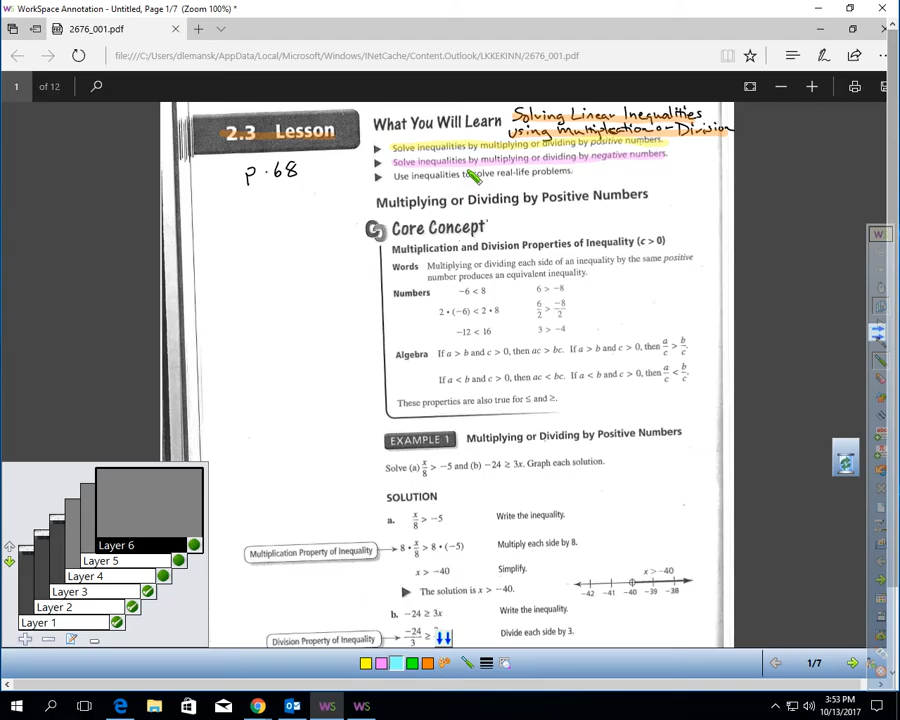 WorkSpace Annotation - Untitled, Page 1/7 (Zoom 100%) *
2676_001.pdf
file:///C:/Users/dlemansk/AppData/Local/Microsoft/Windows/INetCache/Content.Outlook/LKKEKINN/2676_001.pdf
1 of 12
2.3 Lesson
p. 68
What You Will Learn
Solving Linear Inequalities
using multiplication or Division
Solve inequalities by multiplying or dividing by positive numbers.
Solve inequalities by multiplying or dividing by negative numbers.
Use inequalities to solve real-life problems.
Multiplying or Dividing by Positive Numbers
Core Concept
Multiplication and Division Properties of Inequality (c > 0)
Words Multiplying or dividing each side of an inequality by the same positive
number produces an equivalent inequality.
Numbers −6 < 8 6 > −8
2 • (−6) < 2 • 8 6/2 > −8/2
−12 < 16 3 > −4
Algebra If a > b and c > 0, then ac > bc. If a > b and c > 0, then a/c > b/c.
If a < b and c > 0, then ac < bc. If a < b and c > 0, then a/c < b/c.
These properties are also true for ≤ and ≥.
EXAMPLE 1 Multiplying or Dividing by Positive Numbers
Solve (a) x/8 > −5 and (b) −24 ≥ 3x. Graph each solution.
SOLUTION
a. x/8 > −5 Write the inequality.
Multiplication Property of Inequality 8 • x/8 > 8 • (−5) Multiply each side by 8.
x > −40 Simplify.
The solution is x > −40.
x > −40
−42 −41 −40 −39 −38
b. −24 ≥ 3x Write the inequality.
Division Property of Inequality −24/3 ≥ Divide each side by 3.
Layer 6
Layer 5
Layer 4
Layer 3
Layer 2
Layer 1
1/7
3:53 PM
10/13/2017